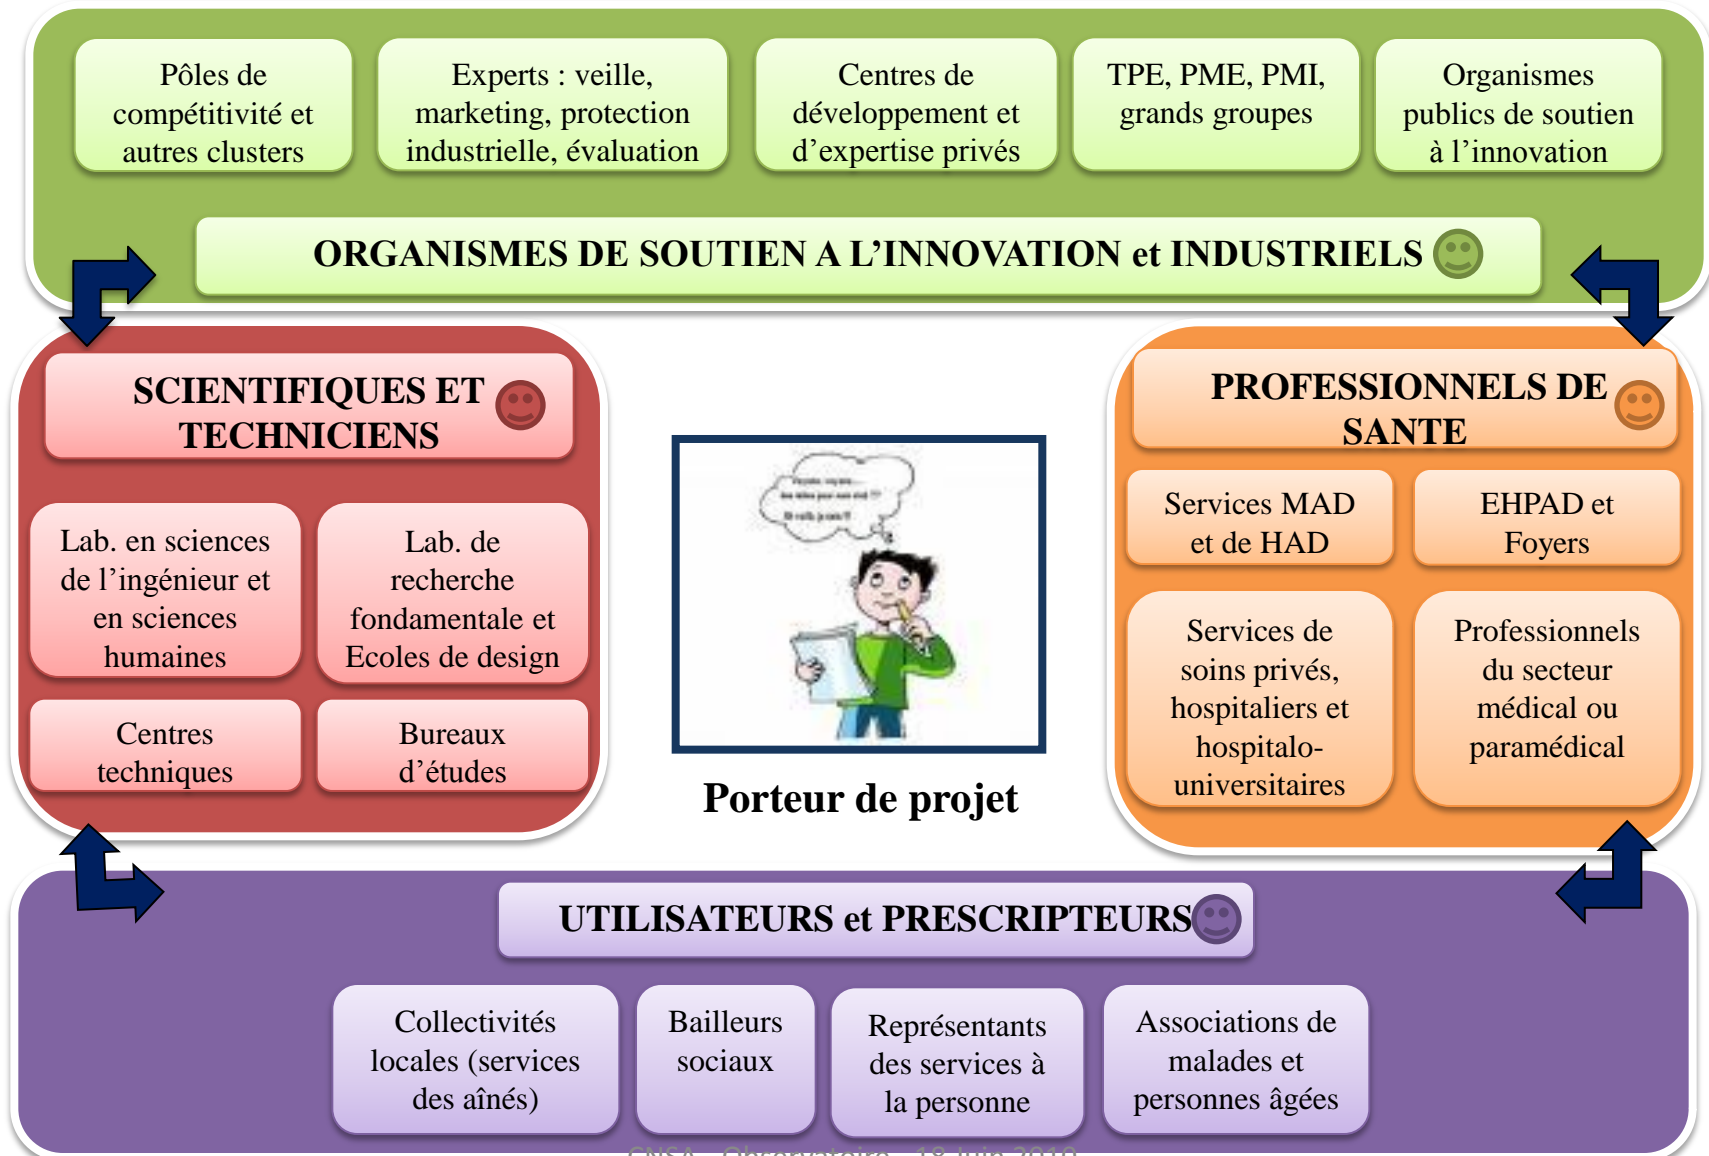 Pôles de
compétitivité et
autres clusters
Experts : veille,
marketing, protection
industrielle, évaluation
Centres de
développement et
d'expertise privés
TPE, PME, PMI,
grands groupes
Organismes
publics de soutien
à l'innovation
ORGANISMES DE SOUTIEN A L'INNOVATION et INDUSTRIELS
SCIENTIFIQUES ET
TECHNICIENS
Lab. en sciences
de l'ingénieur et
en sciences
humaines
Lab. de
recherche
fondamentale et
Ecoles de design
Centres
techniques
Bureaux
d'études
Porteur de projet
PROFESSIONNELS DE
SANTE
Services MAD
et de HAD
EHPAD et
Foyers
Services de
soins privés,
hospitaliers et
hospitalo-
universitaires
Professionnels
du secteur
médical ou
paramédical
UTILISATEURS et PRESCRIPTEURS
Collectivités
locales (services
des aînés)
Bailleurs
sociaux
Représentants
des services à
la personne
Associations de
malades et
personnes âgées
CNSA - Observatoire - 18 Juin 2010